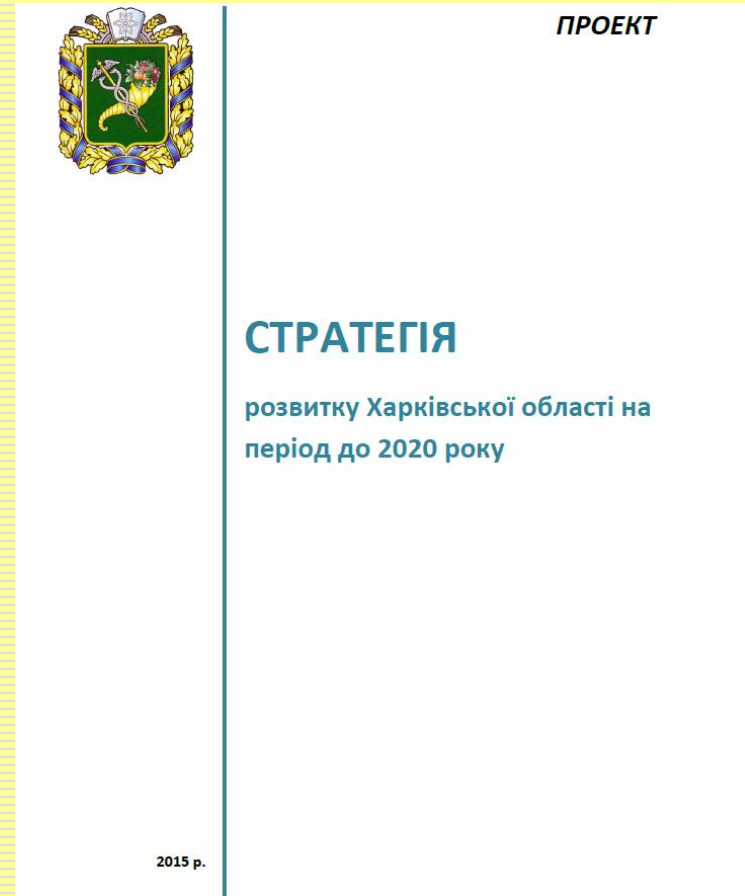 ПРОЕКТ
СТРАТЕГІЯ
розвитку Харківської області на
період до 2020 року
2015 р.